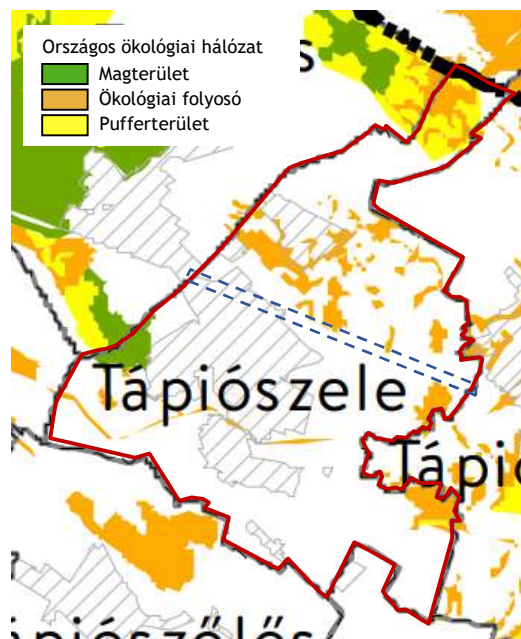 Országos ökológiai hálózat
Magterület
Ökológiai folyosó
Pufferterület
s
Tápiószele
Tápió
ápiószőlős